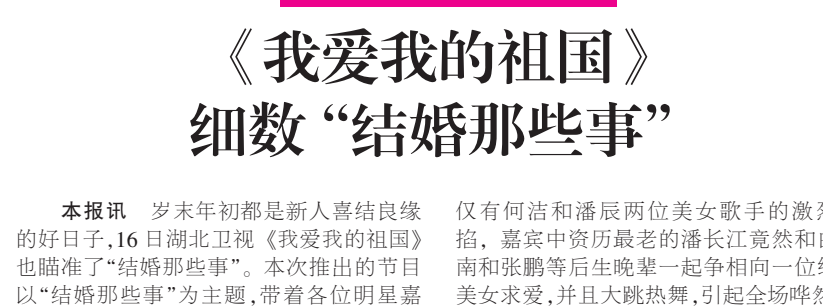 《我爱我的祖国》
细数“结婚那些事”
本报讯 岁末年初都是新人喜结良缘
的好日子,16日湖北卫视《我爱我的祖国》
也瞄准了“结婚那些事”。本次推出的节目
以“结婚那些事”为主题,带着各位明星嘉
仅有何洁和潘辰两位美女歌手的激烈
掐，嘉宾中资历最老的潘长江竟然和
南和张鹏等后生晚辈一起争相向一位
美女求爱,并且大跳热舞,引起全场哗然